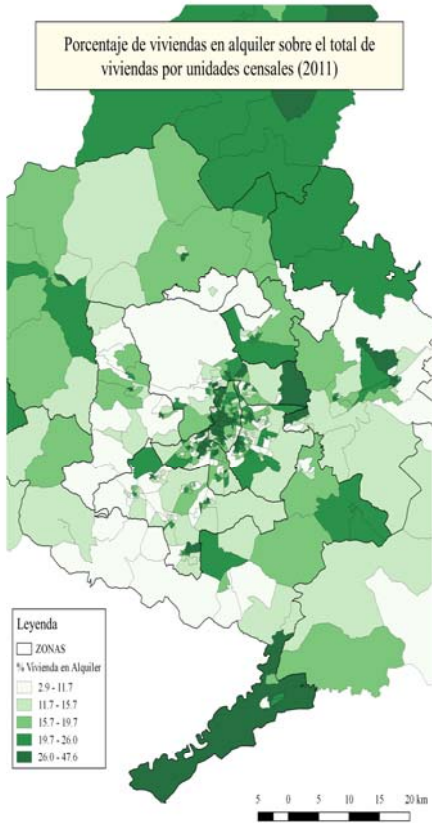 Porcentaje de viviendas en alquiler sobre el total de
viviendas por unidades censales (2011)
Leyenda
ZONAS
% Vivienda en Alquiler
2.9 - 11.7
11.7 - 15.7
15.7 - 19.7
19.7 - 26.0
26.0 - 47.6
5 0 5 10 15 20 km